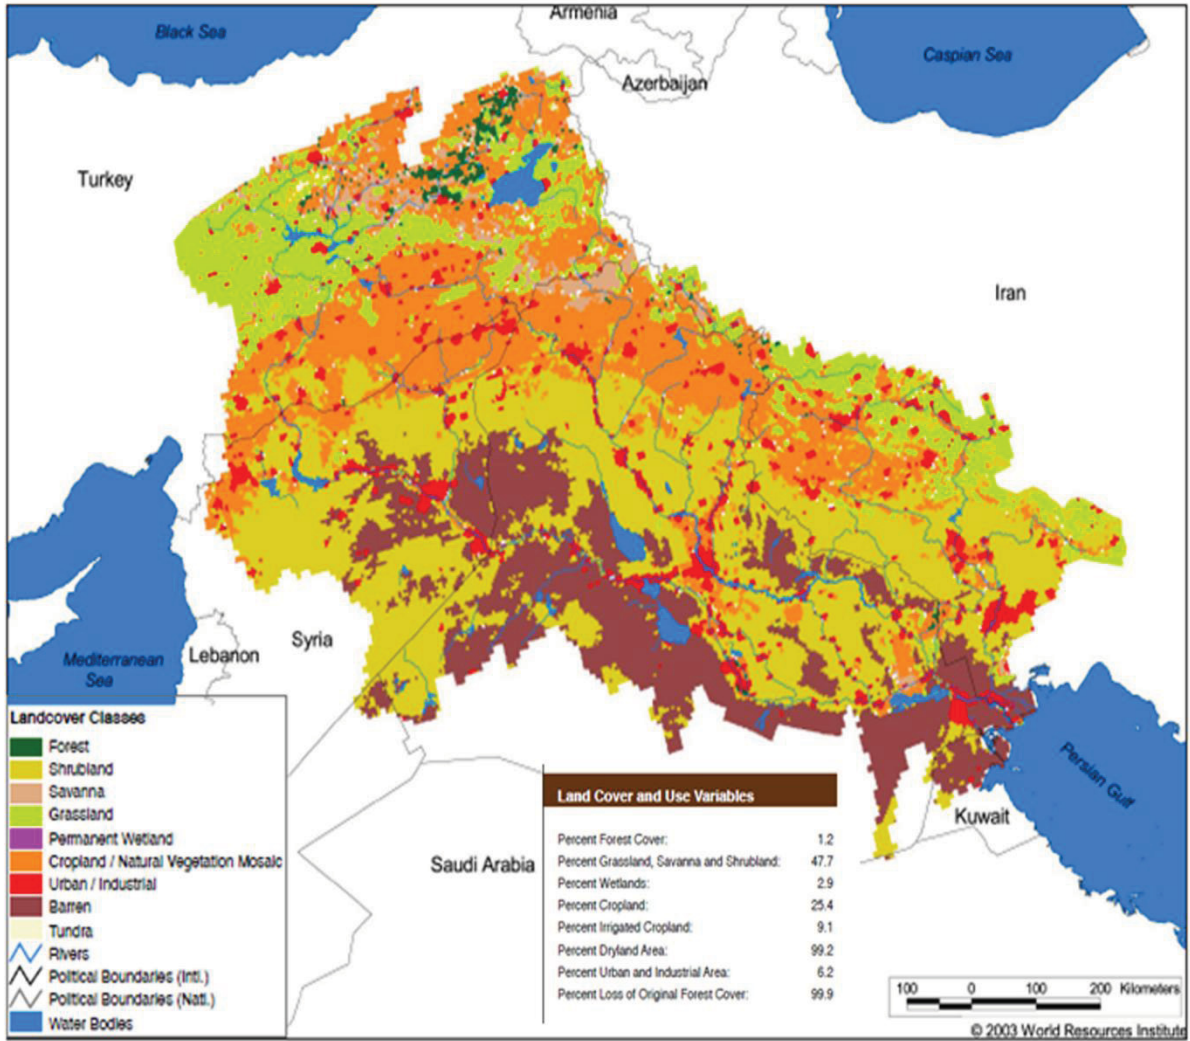 Armenia
Black Sea
Caspian Sea
Azerbaijan
Turkey
Iran
Syria
Lebanon
Mediterranean
Sea
Landcover Classes
Forest
Shrubland
Savanna
Grassland
Permanent Wetland
Cropland / Natural Vegetation Mosaic
Urban / Industrial
Barren
Tundra
Rivers
Political Boundaries (Intl.)
Political Boundaries (Natl.)
Water Bodies
Saudi Arabia
Persian Gulf
Kuwait
Land Cover and Use Variables
Percent Forest Cover: 1.2
Percent Grassland, Savanna and Shrubland: 47.7
Percent Wetlands: 2.9
Percent Cropland: 25.4
Percent Irrigated Cropland: 9.1
Percent Dryland Area: 99.2
Percent Urban and Industrial Area: 6.2
Percent Loss of Original Forest Cover: 99.9
100 0 100 200 Kilometers
© 2003 World Resources Institute